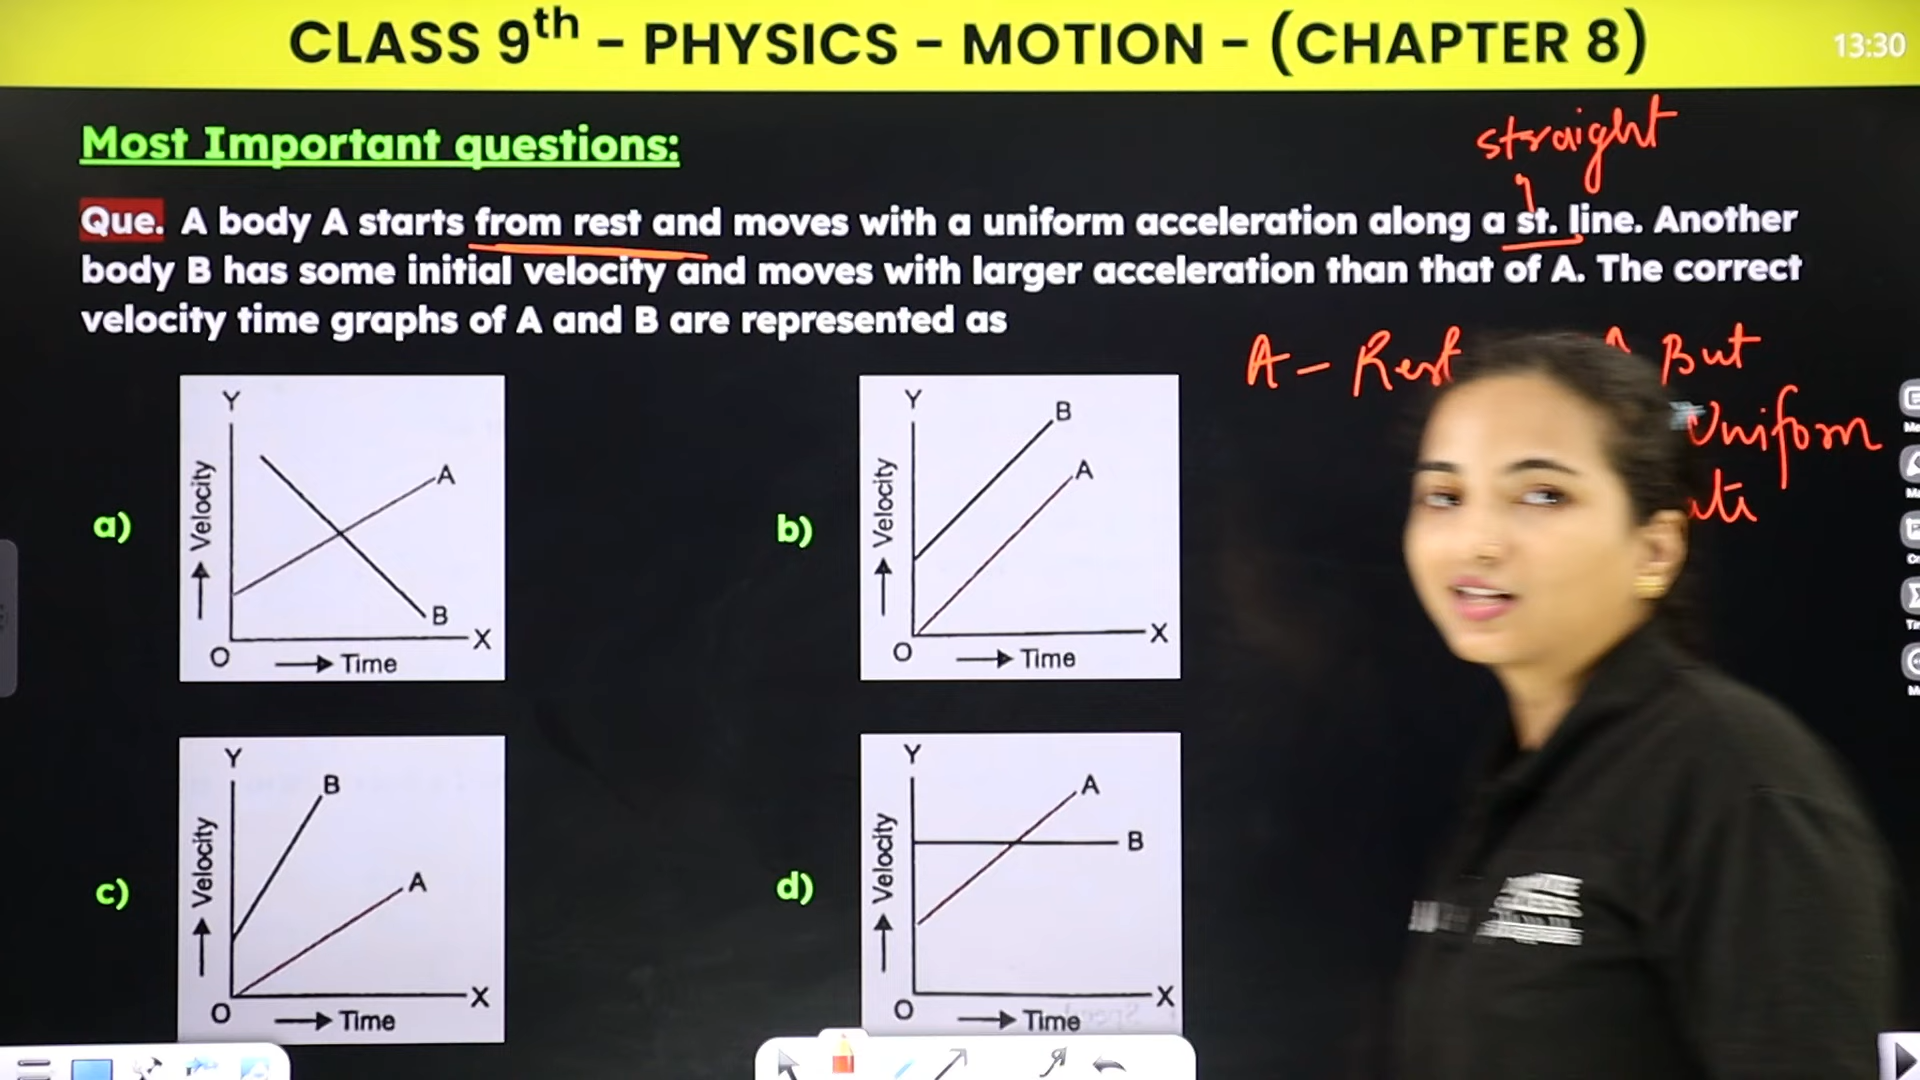 CLASS 9th - PHYSICS - MOTION - (CHAPTER 8)
13:30
Most Important questions:
straight
Que. A body A starts from rest and moves with a uniform acceleration along a st. line. Another
body B has some initial velocity and moves with larger acceleration than that of A. The correct
velocity time graphs of A and B are represented as
A - Rest
But
Uniform
a)
Y
Velocity
A
B
O
Time
X
b)
Y
Velocity
B
A
O
Time
X
c)
Y
Velocity
B
A
O
Time
X
d)
Y
Velocity
A
B
O
Time
X